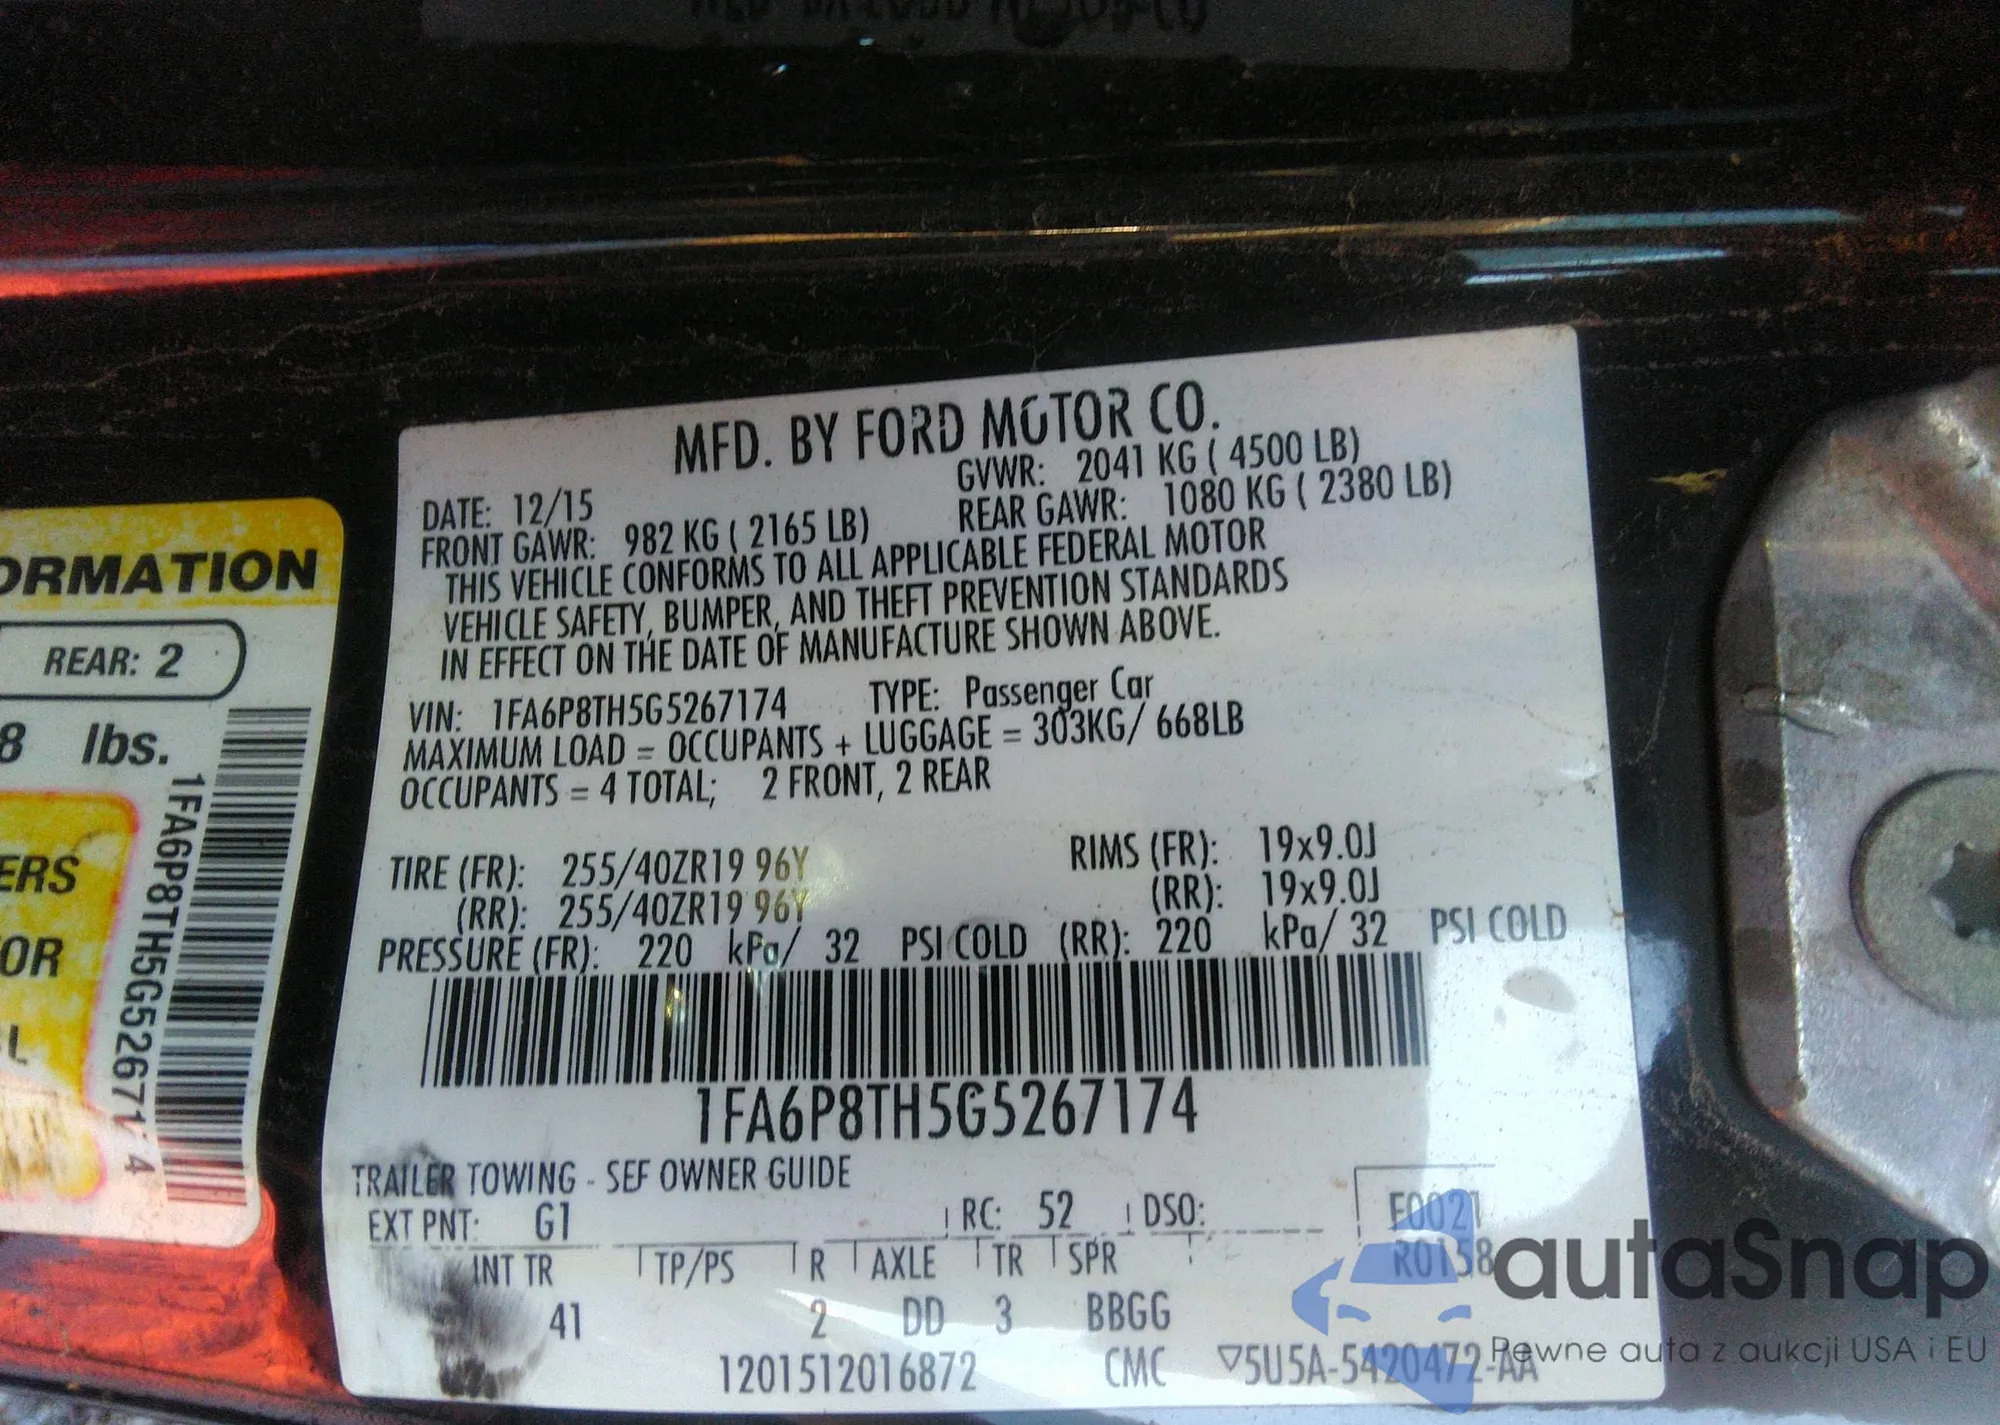 ORMATION
REAR: 2
8 lbs.
ERS
OR
L
1FA6P8TH5G5267174
MFD. BY FORD MOTOR CO.
DATE: 12/15 GVWR: 2041 KG ( 4500 LB)
FRONT GAWR: 982 KG ( 2165 LB) REAR GAWR: 1080 KG ( 2380 LB)
THIS VEHICLE CONFORMS TO ALL APPLICABLE FEDERAL MOTOR
VEHICLE SAFETY, BUMPER, AND THEFT PREVENTION STANDARDS
IN EFFECT ON THE DATE OF MANUFACTURE SHOWN ABOVE.
VIN: 1FA6P8TH5G5267174 TYPE: Passenger Car
MAXIMUM LOAD = OCCUPANTS + LUGGAGE = 303KG/ 668LB
OCCUPANTS = 4 TOTAL; 2 FRONT, 2 REAR
TIRE (FR): 255/40ZR19 96Y RIMS (FR): 19x9.0J
(RR): 255/40ZR19 96Y (RR): 19x9.0J
PRESSURE (FR): 220 kPa/ 32 PSI COLD (RR): 220 kPa/ 32 PSI COLD
1FA6P8TH5G5267174
TRAILER TOWING - SEE OWNER GUIDE
EXT PNT: G1 RC: 52 DSO: F0021
INT TR TP/PS R AXLE TR SPR R0158
41 2 DD 3 BBGG
1201512016872 CMC ▽5U5A-5420472-AA
autaSnap
Pewne auta z aukcji USA i EU